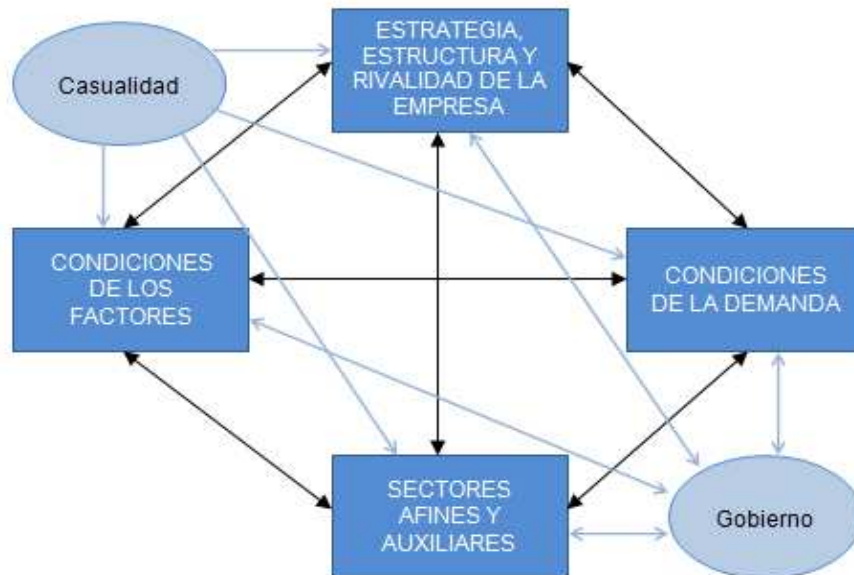 ESTRATEGIA,
ESTRUCTURA Y
RIVALIDAD DE LA
EMPRESA
Casualidad
CONDICIONES
DE LOS
FACTORES
CONDICIONES
DE LA DEMANDA
SECTORES
AFINES Y
AUXILIARES
Gobierno